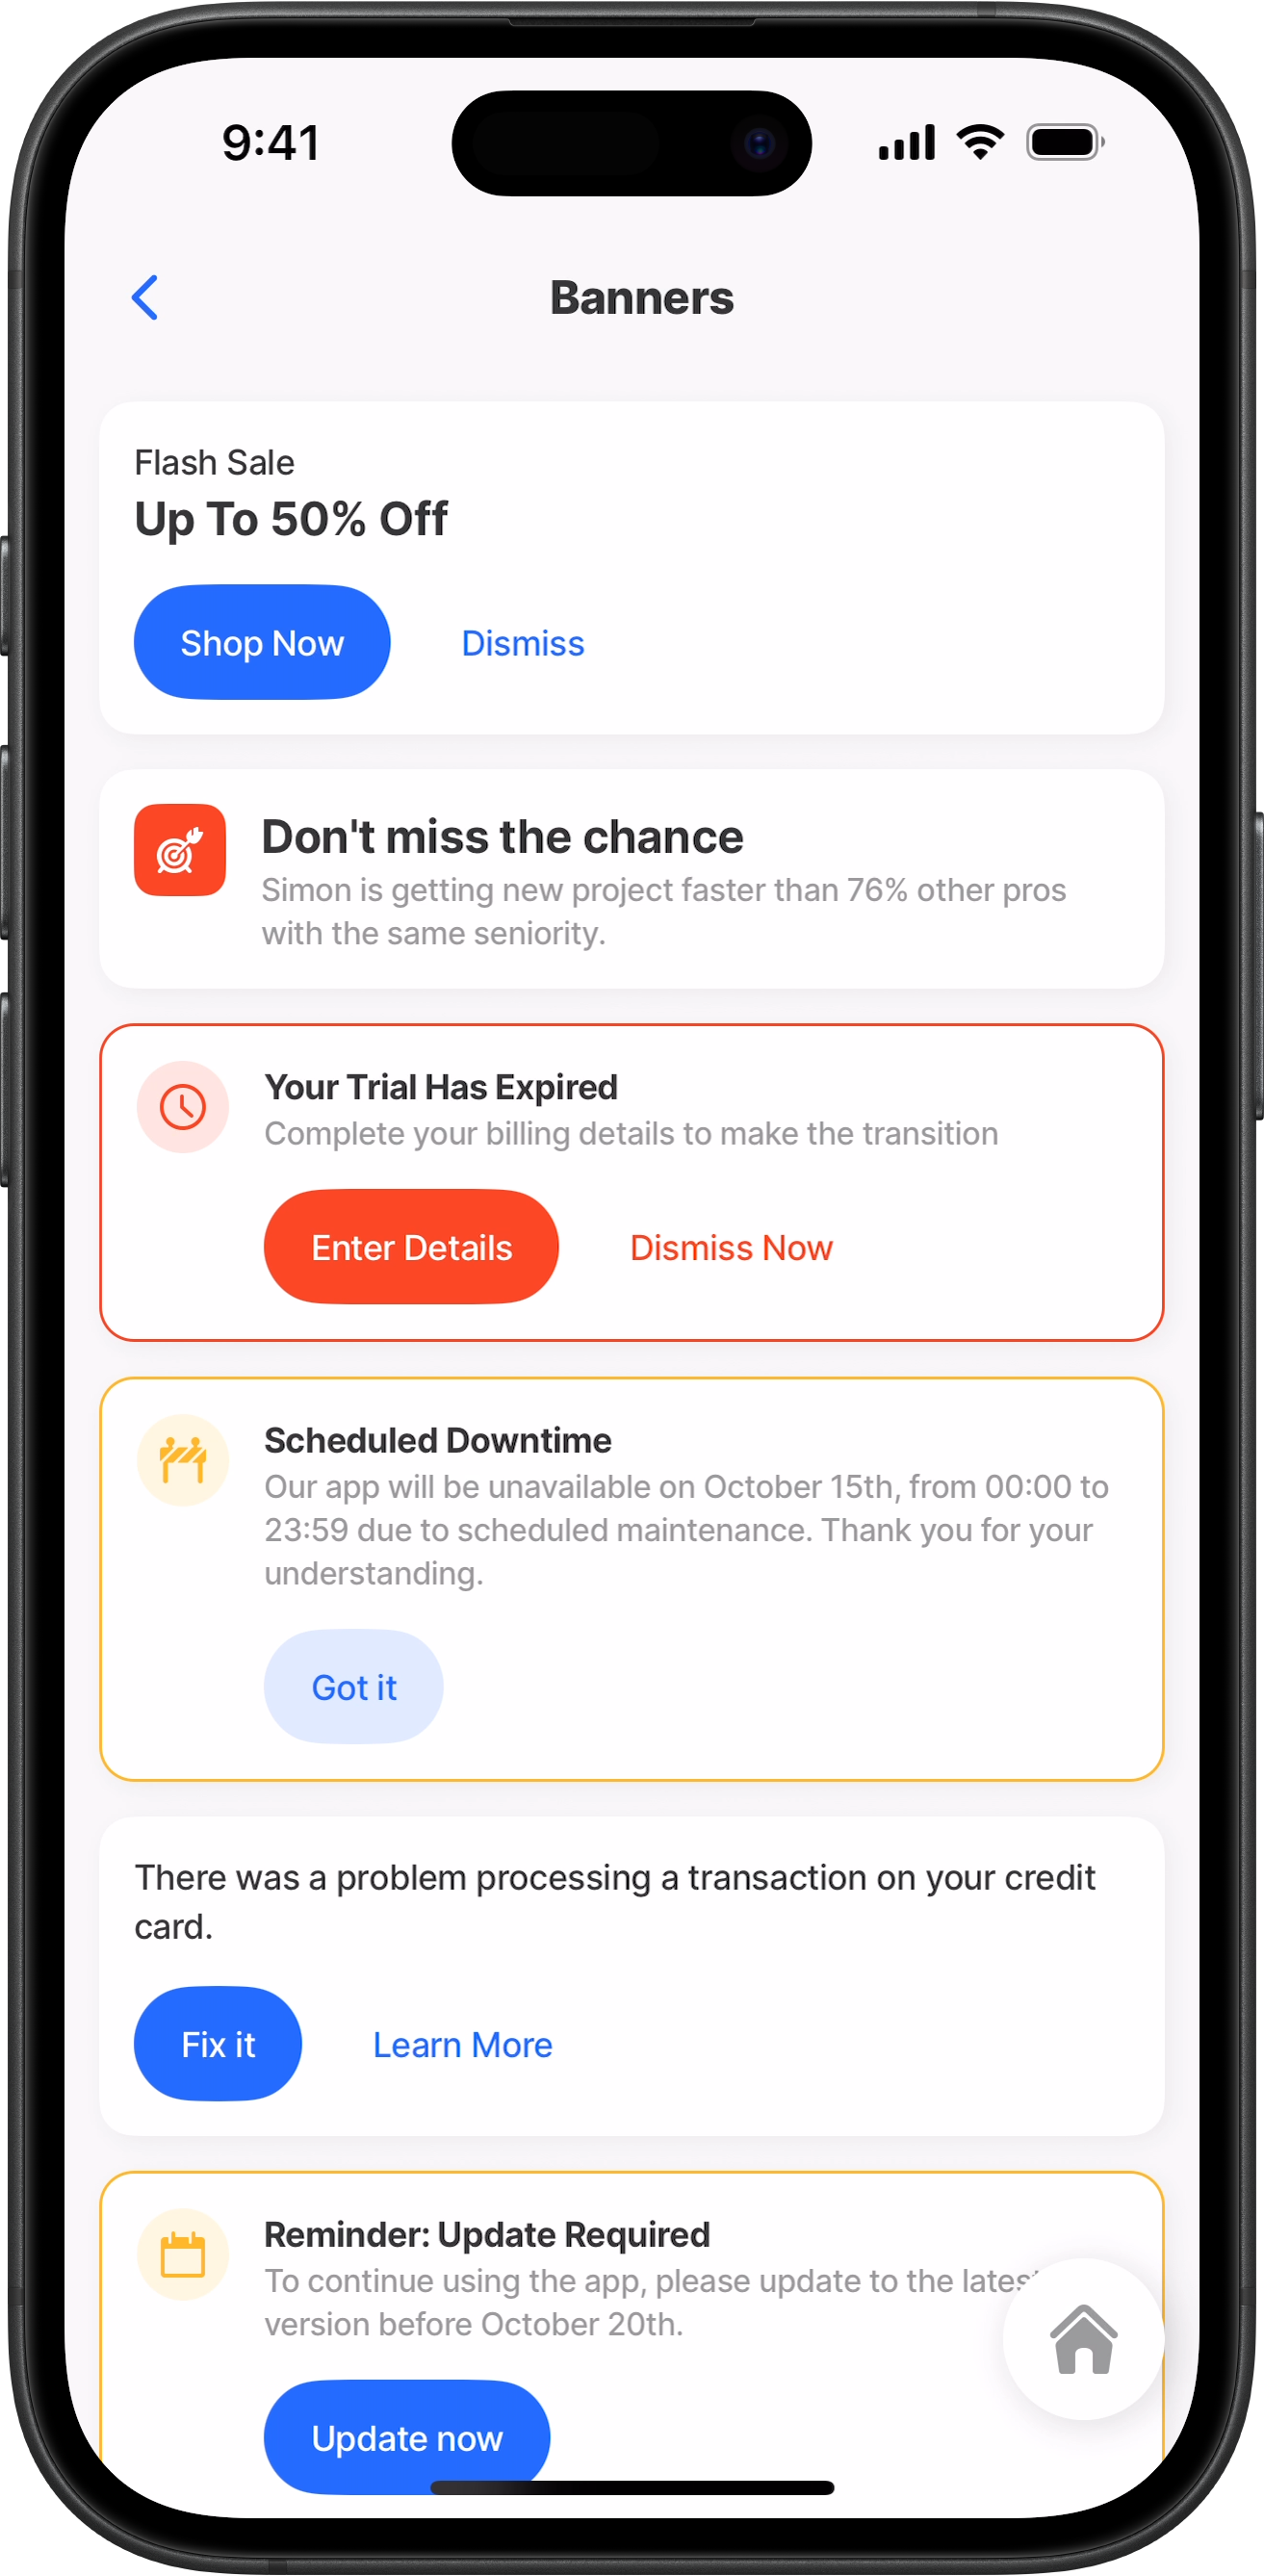 9:41
Banners
Flash Sale
Up To 50% Off
Shop Now
Dismiss
Don't miss the chance
Simon is getting new project faster than 76% other pros
with the same seniority.
Your Trial Has Expired
Complete your billing details to make the transition
Enter Details
Dismiss Now
Scheduled Downtime
Our app will be unavailable on October 15th, from 00:00 to
23:59 due to scheduled maintenance. Thank you for your
understanding.
Got it
There was a problem processing a transaction on your credit
card.
Fix it
Learn More
Reminder: Update Required
To continue using the app, please update to the latest
version before October 20th.
Update now